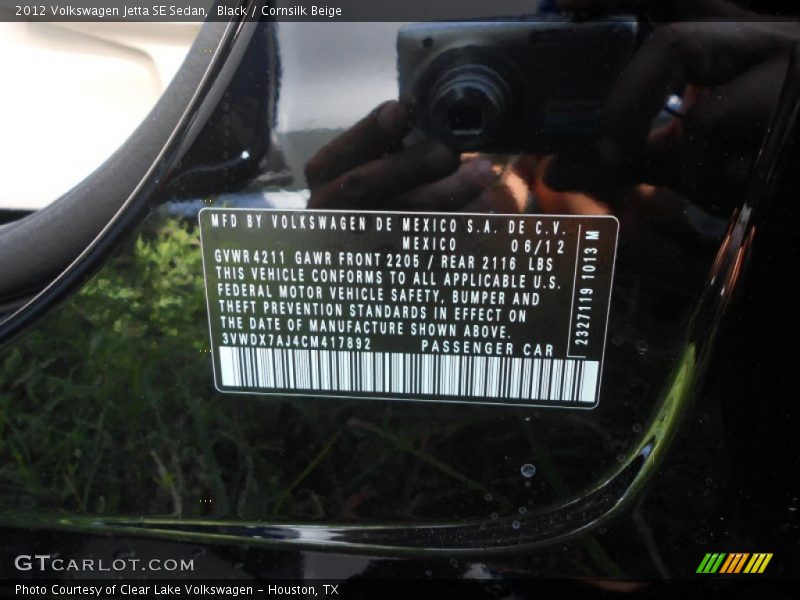 2012 Volkswagen Jetta SE Sedan, Black / Cornsilk Beige
MFD BY VOLKSWAGEN DE MEXICO S.A. DE C.V.
MEXICO 06/12
GVWR 4211 GAWR FRONT 2205 / REAR 2116 LBS
THIS VEHICLE CONFORMS TO ALL APPLICABLE U.S.
FEDERAL MOTOR VEHICLE SAFETY, BUMPER AND
THEFT PREVENTION STANDARDS IN EFFECT ON
THE DATE OF MANUFACTURE SHOWN ABOVE.
3VWDX7AJ4CM417892 PASSENGER CAR
23271119 1013 M
GTCARLOT.COM
Photo Courtesy of Clear Lake Volkswagen - Houston, TX